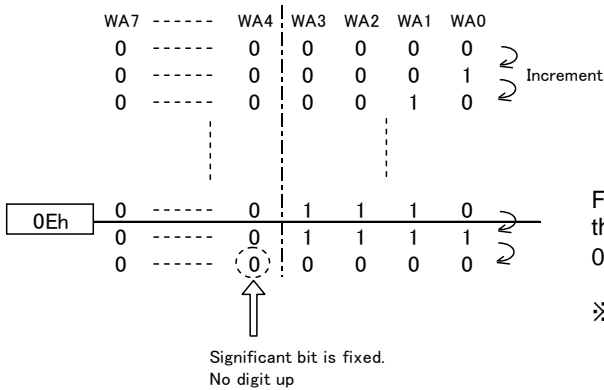 WA7 ------ WA4 WA3 WA2 WA1 WA0
0 ------ 0 0 0 0 0
0 ------ 0 0 0 0 1
Increment
0 ------ 0 0 0 1 0
0 ------ 0 1 1 1 0
0Eh
0 ------ 0 1 1 1 1
0 ------ 0 0 0 0 0
Significant bit is fixed.
No digit up
F
th
0
※